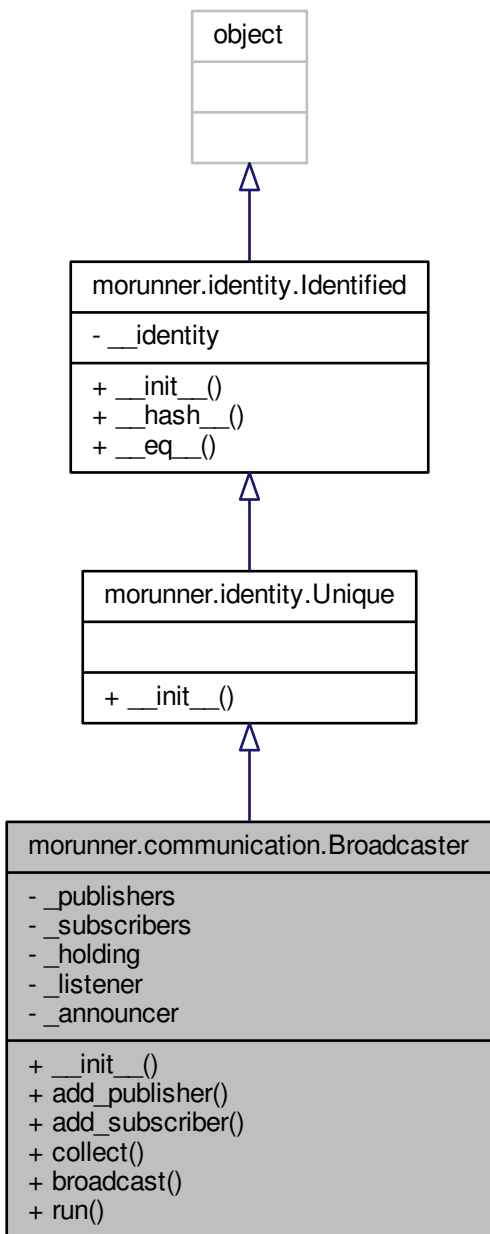 object
morunner.identity.Identified
- __identity
+ __init__()
+ __hash__()
+ __eq__()
morunner.identity.Unique
+ __init__()
morunner.communication.Broadcaster
- _publishers
- _subscribers
- _holding
- _listener
- _announcer
+ __init__()
+ add_publisher()
+ add_subscriber()
+ collect()
+ broadcast()
+ run()